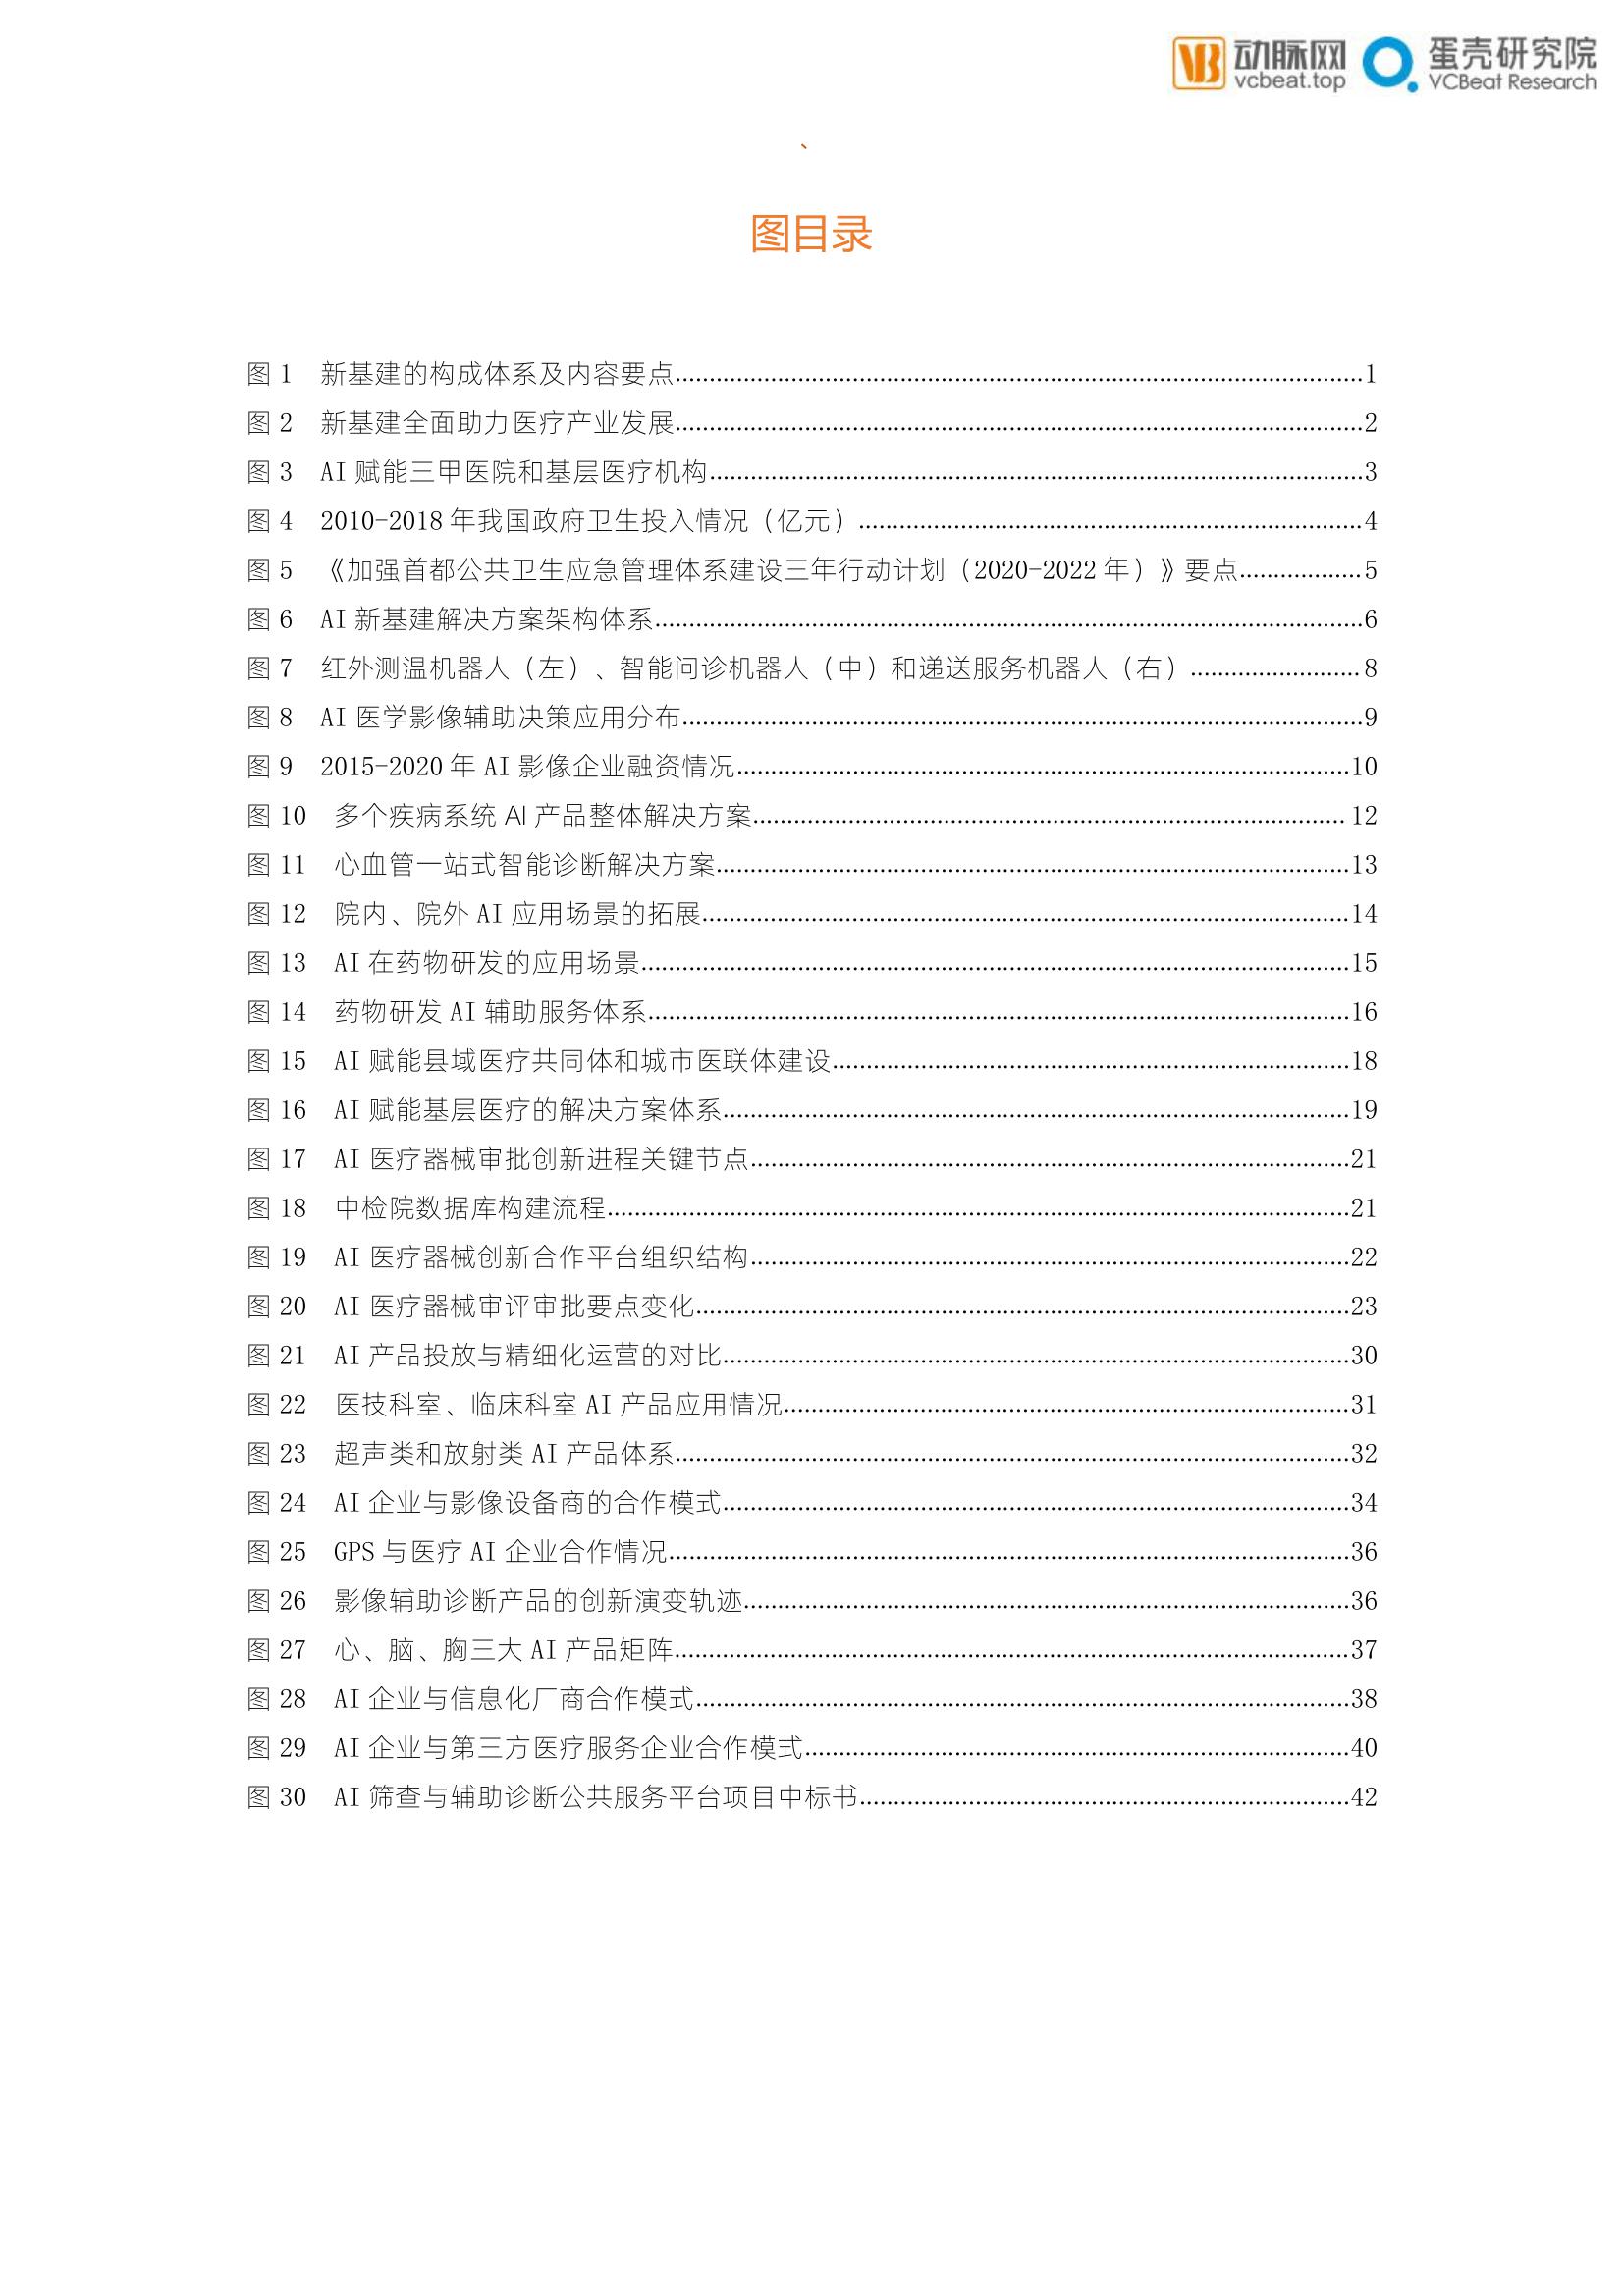 动脉网 蛋壳研究院
vcbeat.top VCBeat Research
、
图目录
图 1 新基建的构成体系及内容要点 1
图 2 新基建全面助力医疗产业发展 2
图 3 AI 赋能三甲医院和基层医疗机构 3
图 4 2010-2018 年我国政府卫生投入情况（亿元） 4
图 5 《加强首都公共卫生应急管理体系建设三年行动计划（2020-2022 年）》要点 5
图 6 AI 新基建解决方案架构体系 6
图 7 红外测温机器人（左）、智能问诊机器人（中）和递送服务机器人（右） 8
图 8 AI 医学影像辅助决策应用分布 9
图 9 2015-2020 年 AI 影像企业融资情况 10
图 10 多个疾病系统 AI 产品整体解决方案 12
图 11 心血管一站式智能诊断解决方案 13
图 12 院内、院外 AI 应用场景的拓展 14
图 13 AI 在药物研发的应用场景 15
图 14 药物研发 AI 辅助服务体系 16
图 15 AI 赋能县域医疗共同体和城市医联体建设 18
图 16 AI 赋能基层医疗的解决方案体系 19
图 17 AI 医疗器械审批创新进程关键节点 21
图 18 中检院数据库构建流程 21
图 19 AI 医疗器械创新合作平台组织结构 22
图 20 AI 医疗器械审评审批要点变化 23
图 21 AI 产品投放与精细化运营的对比 30
图 22 医技科室、临床科室 AI 产品应用情况 31
图 23 超声类和放射类 AI 产品体系 32
图 24 AI 企业与影像设备商的合作模式 34
图 25 GPS 与医疗 AI 企业合作情况 36
图 26 影像辅助诊断产品的创新演变轨迹 36
图 27 心、脑、胸三大 AI 产品矩阵 37
图 28 AI 企业与信息化厂商合作模式 38
图 29 AI 企业与第三方医疗服务企业合作模式 40
图 30 AI 筛查与辅助诊断公共服务平台项目中标书 42